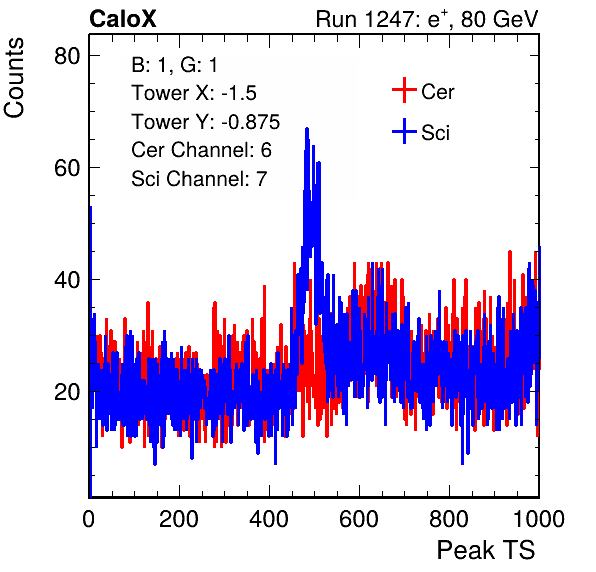 CaloX Run 1247: e+, 80 GeV
Counts
B: 1, G: 1
Tower X: -1.5
Tower Y: -0.875
Cer Channel: 6
Sci Channel: 7
Cer
Sci
80
60
40
20
0 200 400 600 800 1000
Peak TS